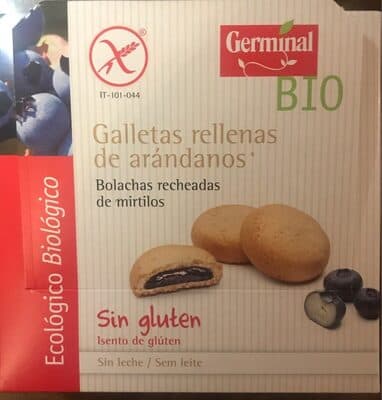 IT-101-044
Germinal
BIO
Galletas rellenas
de arándanos*
Bolachas recheadas
de mirtilos
Ecológico Biológico
Sin gluten
Isento de glúten
Sin leche / Sem leite